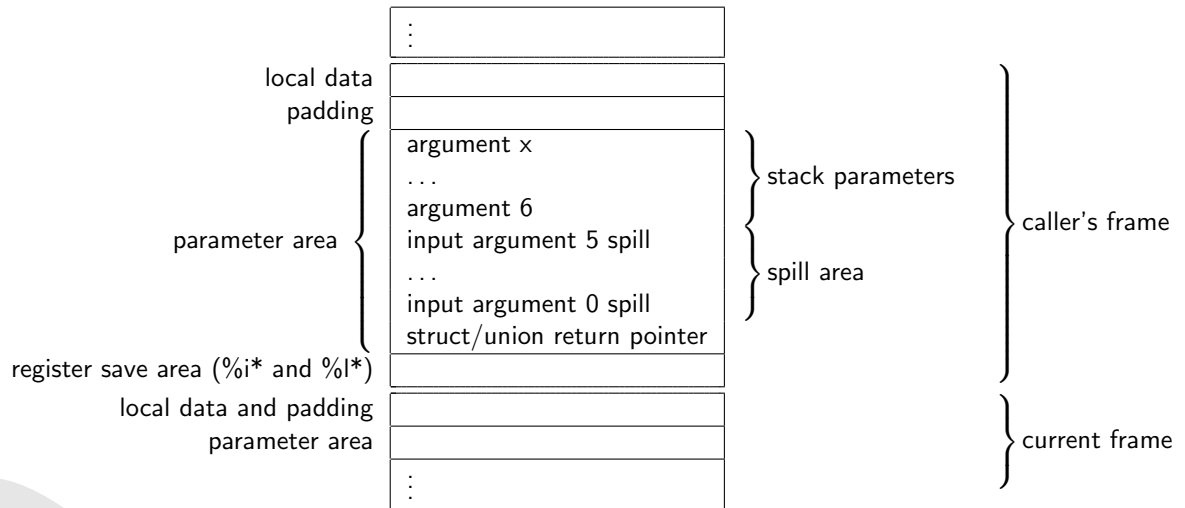 ⋮
local data
padding
argument x
...
argument 6
stack parameters
parameter area
input argument 5 spill
...
input argument 0 spill
spill area
struct/union return pointer
caller's frame
register save area (%i* and %l*)
local data and padding
parameter area
current frame
⋮